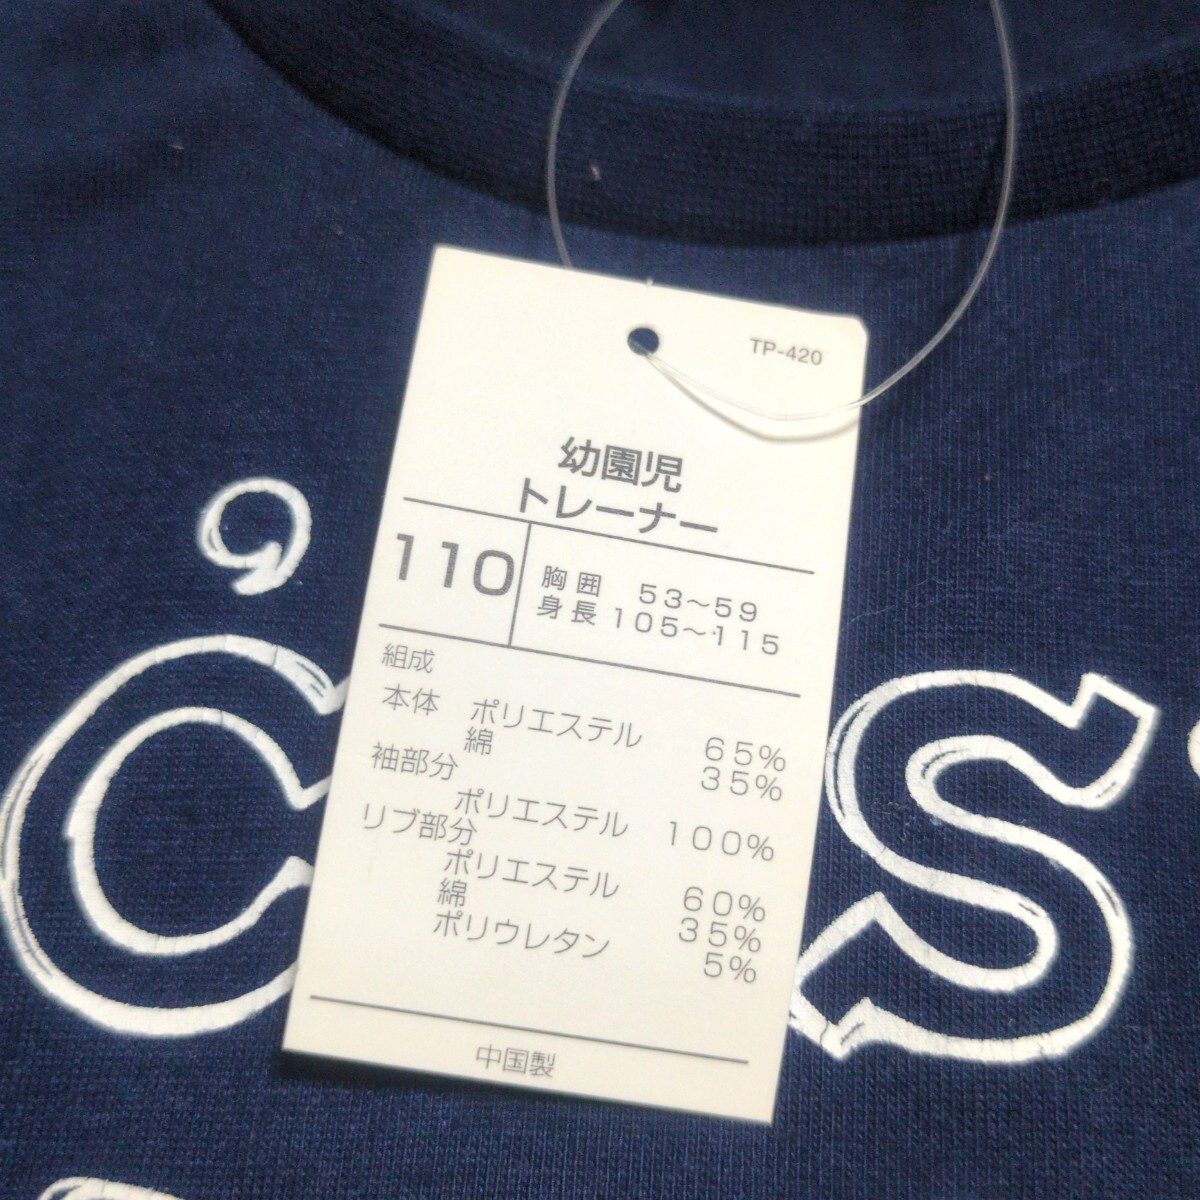 TP-420
幼園児
トレーナー
110
胸囲 53～59
身長 105～115
組成
本体 ポリエステル 65%
綿 35%
袖部分
ポリエステル 100%
リブ部分
ポリエステル 60%
綿 35%
ポリウレタン 5%
中国製
C S